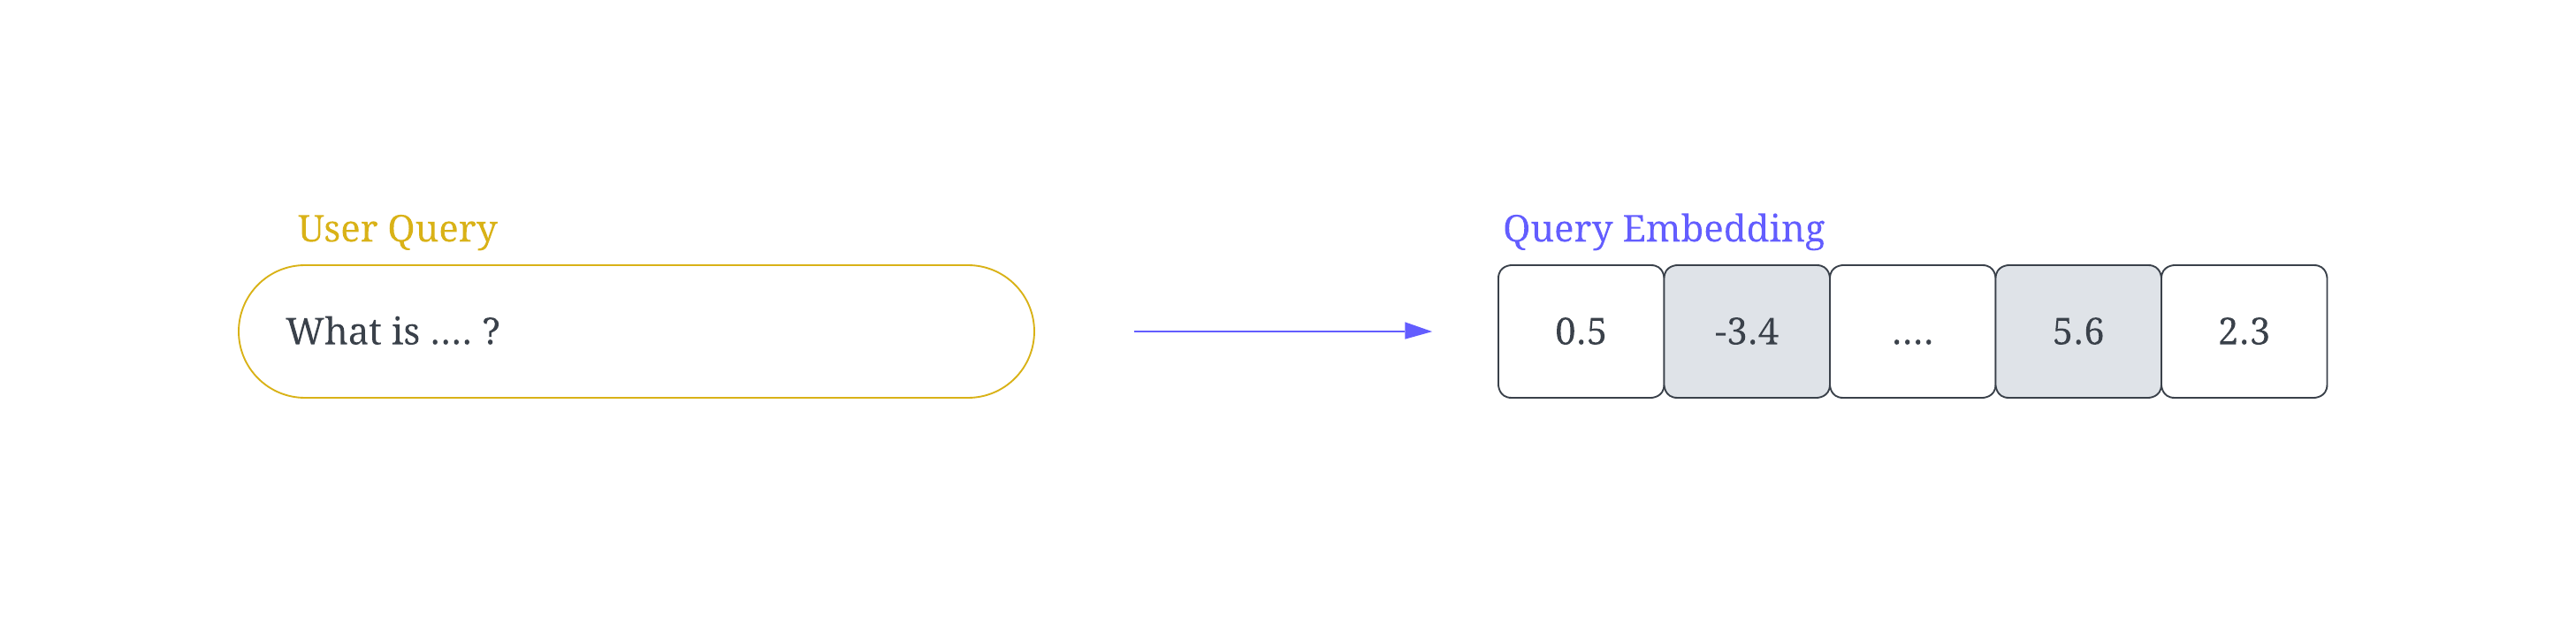 User Query
What is .... ?
Query Embedding
0.5 -3.4 .... 5.6 2.3